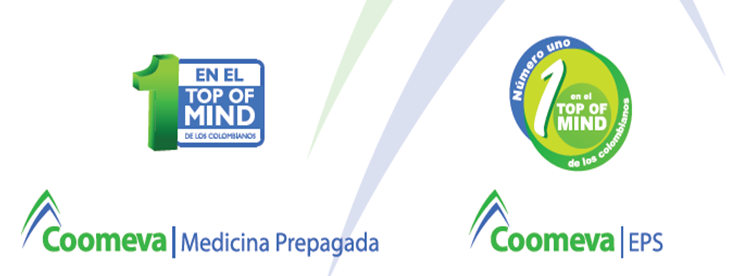 1
EN EL
TOP OF
MIND
DE LOS COLOMBIANOS
Número uno
1
en el
TOP OF
MIND
de los colombianos
Coomeva | Medicina Prepagada
Coomeva | EPS